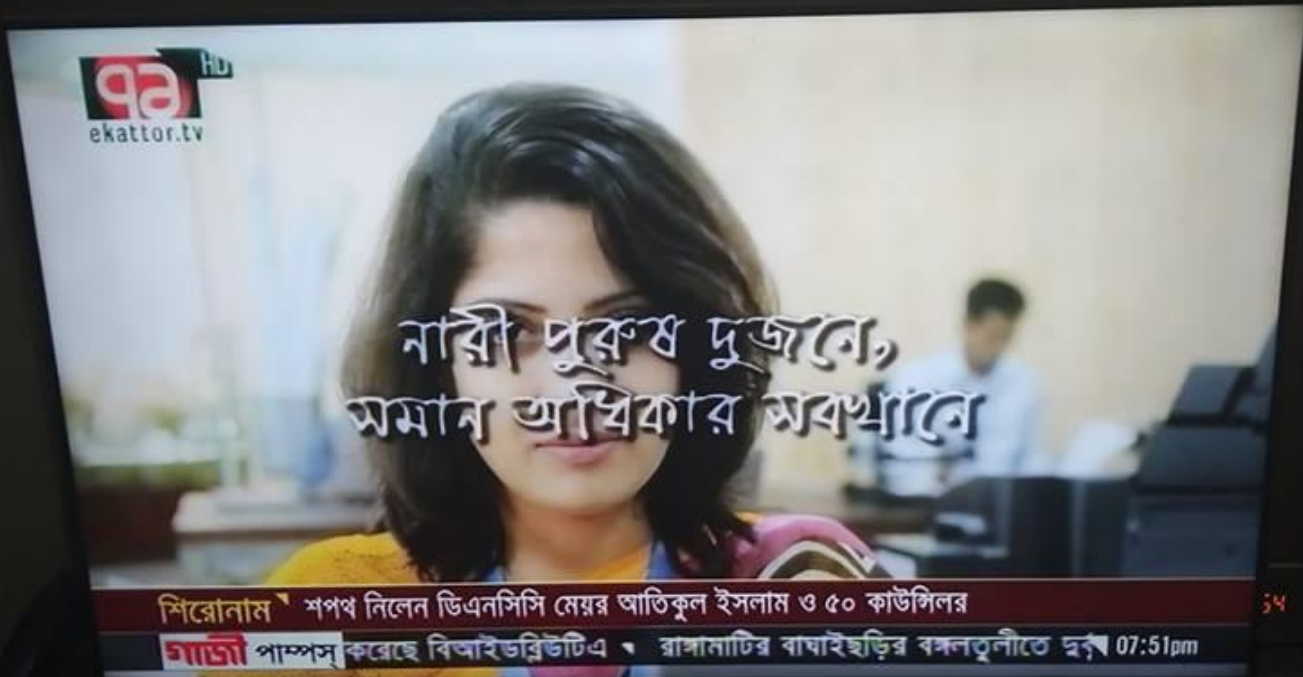 ৭১ HD
ekattor.tv
নারী পুরুষ দুজনে,
সমান অধিকার সবখানে
শিরোনাম শপথ নিলেন ডিএনসিসি মেয়র আতিকুল ইসলাম ও ৫০ কাউন্সিলর
গাজী পাম্পস্ করেছে বিআইডব্লিউটিএ রাঙ্গামাটির বাঘাইছড়ির বঙ্গলতুলীতে 07:51pm